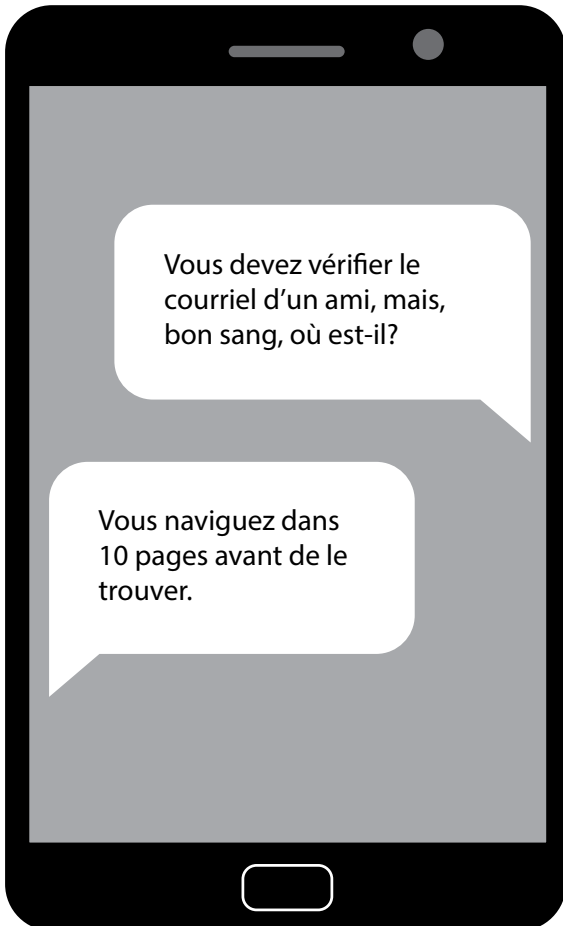 Vous devez vérifier le
courriel d’un ami, mais,
bon sang, où est-il?
Vous naviguez dans
10 pages avant de le
trouver.